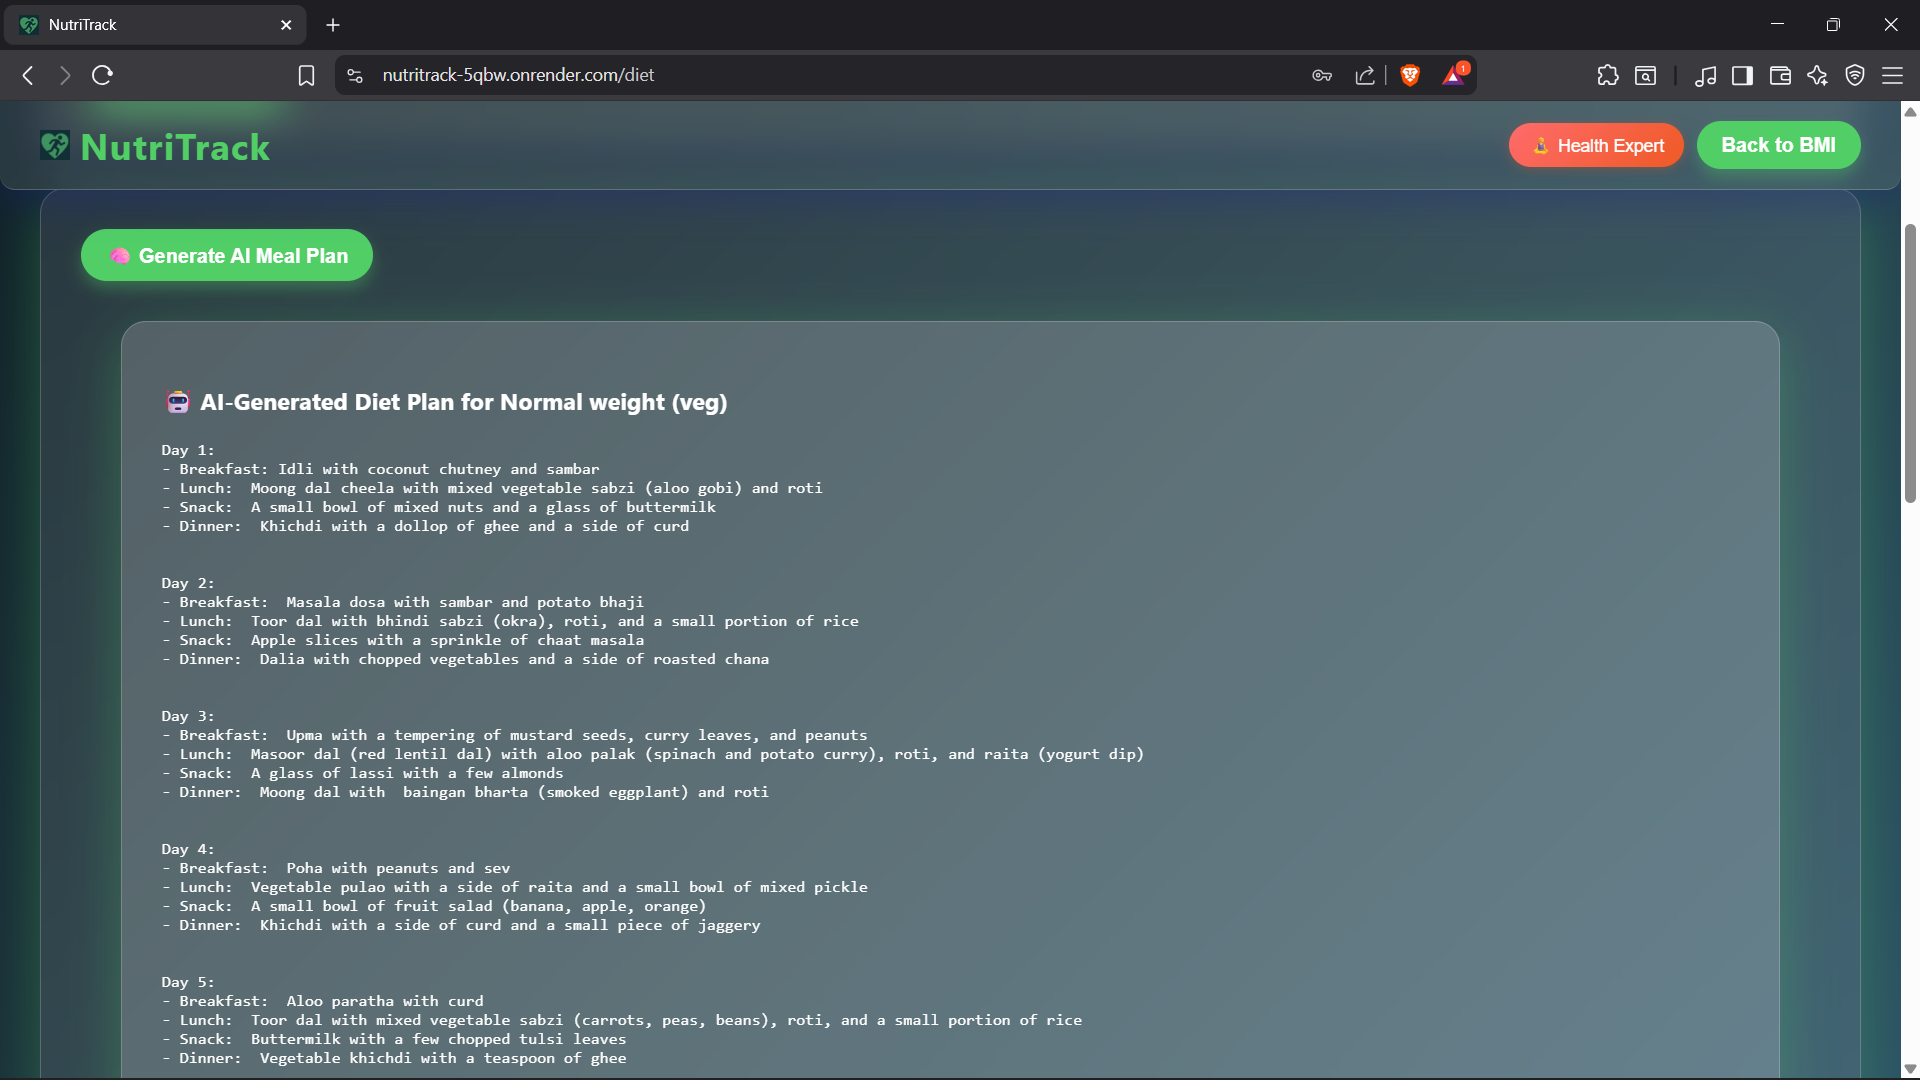 NutriTrack
nutritrack-5qbw.onrender.com/diet
1
NutriTrack
Health Expert
Back to BMI
Generate AI Meal Plan
AI-Generated Diet Plan for Normal weight (veg)
Day 1:
- Breakfast: Idli with coconut chutney and sambar
- Lunch:  Moong dal cheela with mixed vegetable sabzi (aloo gobi) and roti
- Snack:  A small bowl of mixed nuts and a glass of buttermilk
- Dinner:  Khichdi with a dollop of ghee and a side of curd
Day 2:
- Breakfast:  Masala dosa with sambar and potato bhaji
- Lunch:  Toor dal with bhindi sabzi (okra), roti, and a small portion of rice
- Snack:  Apple slices with a sprinkle of chaat masala
- Dinner:  Dalia with chopped vegetables and a side of roasted chana
Day 3:
- Breakfast:  Upma with a tempering of mustard seeds, curry leaves, and peanuts
- Lunch:  Masoor dal (red lentil dal) with aloo palak (spinach and potato curry), roti, and raita (yogurt dip)
- Snack:  A glass of lassi with a few almonds
- Dinner:  Moong dal with  baingan bharta (smoked eggplant) and roti
Day 4:
- Breakfast:  Poha with peanuts and sev
- Lunch:  Vegetable pulao with a side of raita and a small bowl of mixed pickle
- Snack:  A small bowl of fruit salad (banana, apple, orange)
- Dinner:  Khichdi with a side of curd and a small piece of jaggery
Day 5:
- Breakfast:  Aloo paratha with curd
- Lunch:  Toor dal with mixed vegetable sabzi (carrots, peas, beans), roti, and a small portion of rice
- Snack:  Buttermilk with a few chopped tulsi leaves
- Dinner:  Vegetable khichdi with a teaspoon of ghee